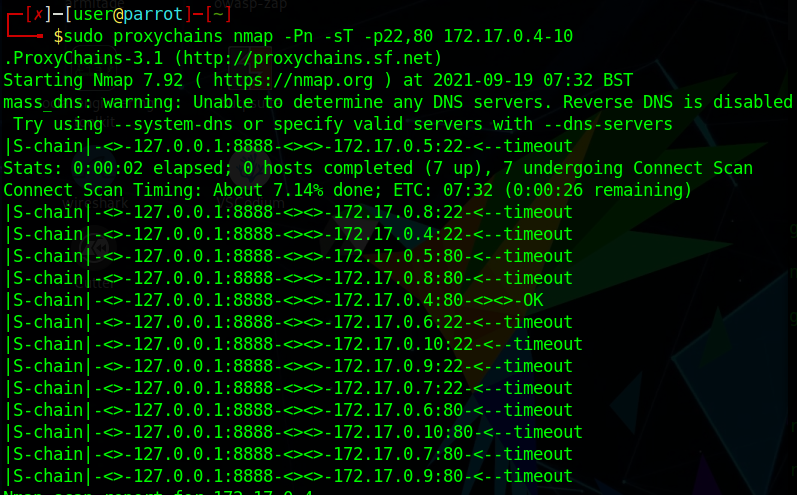 owasp-zap
┌─[✗]─[user@parrot]─[~]
└──╼ $sudo proxychains nmap -Pn -sT -p22,80 172.17.0.4-10
.ProxyChains-3.1 (http://proxychains.sf.net)
Starting Nmap 7.92 ( https://nmap.org ) at 2021-09-19 07:32 BST
mass_dns: warning: Unable to determine any DNS servers. Reverse DNS is disabled
 Try using --system-dns or specify valid servers with --dns-servers
|S-chain|-<>-127.0.0.1:8888-<><>-172.17.0.5:22-<--timeout
Stats: 0:00:02 elapsed; 0 hosts completed (7 up), 7 undergoing Connect Scan
Connect Scan Timing: About 7.14% done; ETC: 07:32 (0:00:26 remaining)
|S-chain|-<>-127.0.0.1:8888-<><>-172.17.0.8:22-<--timeout
|S-chain|-<>-127.0.0.1:8888-<><>-172.17.0.4:22-<--timeout
|S-chain|-<>-127.0.0.1:8888-<><>-172.17.0.5:80-<--timeout
|S-chain|-<>-127.0.0.1:8888-<><>-172.17.0.8:80-<--timeout
|S-chain|-<>-127.0.0.1:8888-<><>-172.17.0.4:80-<><>-OK
|S-chain|-<>-127.0.0.1:8888-<><>-172.17.0.6:22-<--timeout
|S-chain|-<>-127.0.0.1:8888-<><>-172.17.0.10:22-<--timeout
|S-chain|-<>-127.0.0.1:8888-<><>-172.17.0.9:22-<--timeout
|S-chain|-<>-127.0.0.1:8888-<><>-172.17.0.7:22-<--timeout
|S-chain|-<>-127.0.0.1:8888-<><>-172.17.0.6:80-<--timeout
|S-chain|-<>-127.0.0.1:8888-<><>-172.17.0.10:80-<--timeout
|S-chain|-<>-127.0.0.1:8888-<><>-172.17.0.7:80-<--timeout
|S-chain|-<>-127.0.0.1:8888-<><>-172.17.0.9:80-<--timeout
Nmap scan report for 172.17.0.4